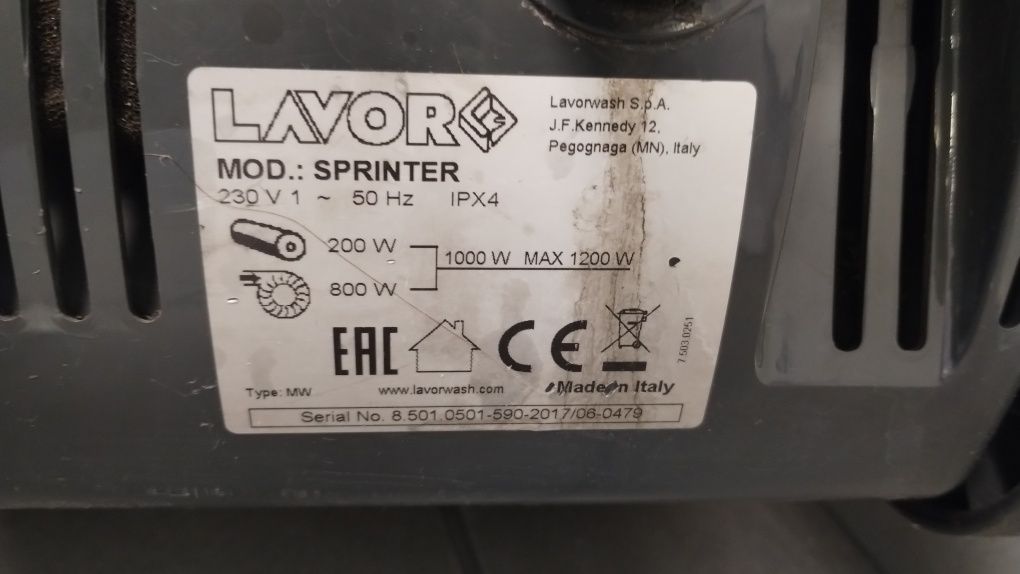 LAVOR
Lavorwash S.p.A.
J.F.Kennedy 12,
Pegognaga (MN), Italy
MOD.: SPRINTER
230 V 1 ~ 50 Hz IPX4
200 W
1000 W MAX 1200 W
800 W
EAC
CE
7.503.0251
Type: MW
www.lavorwash.com
Made in Italy
Serial No. 8.501.0501-590-2017/06-0479